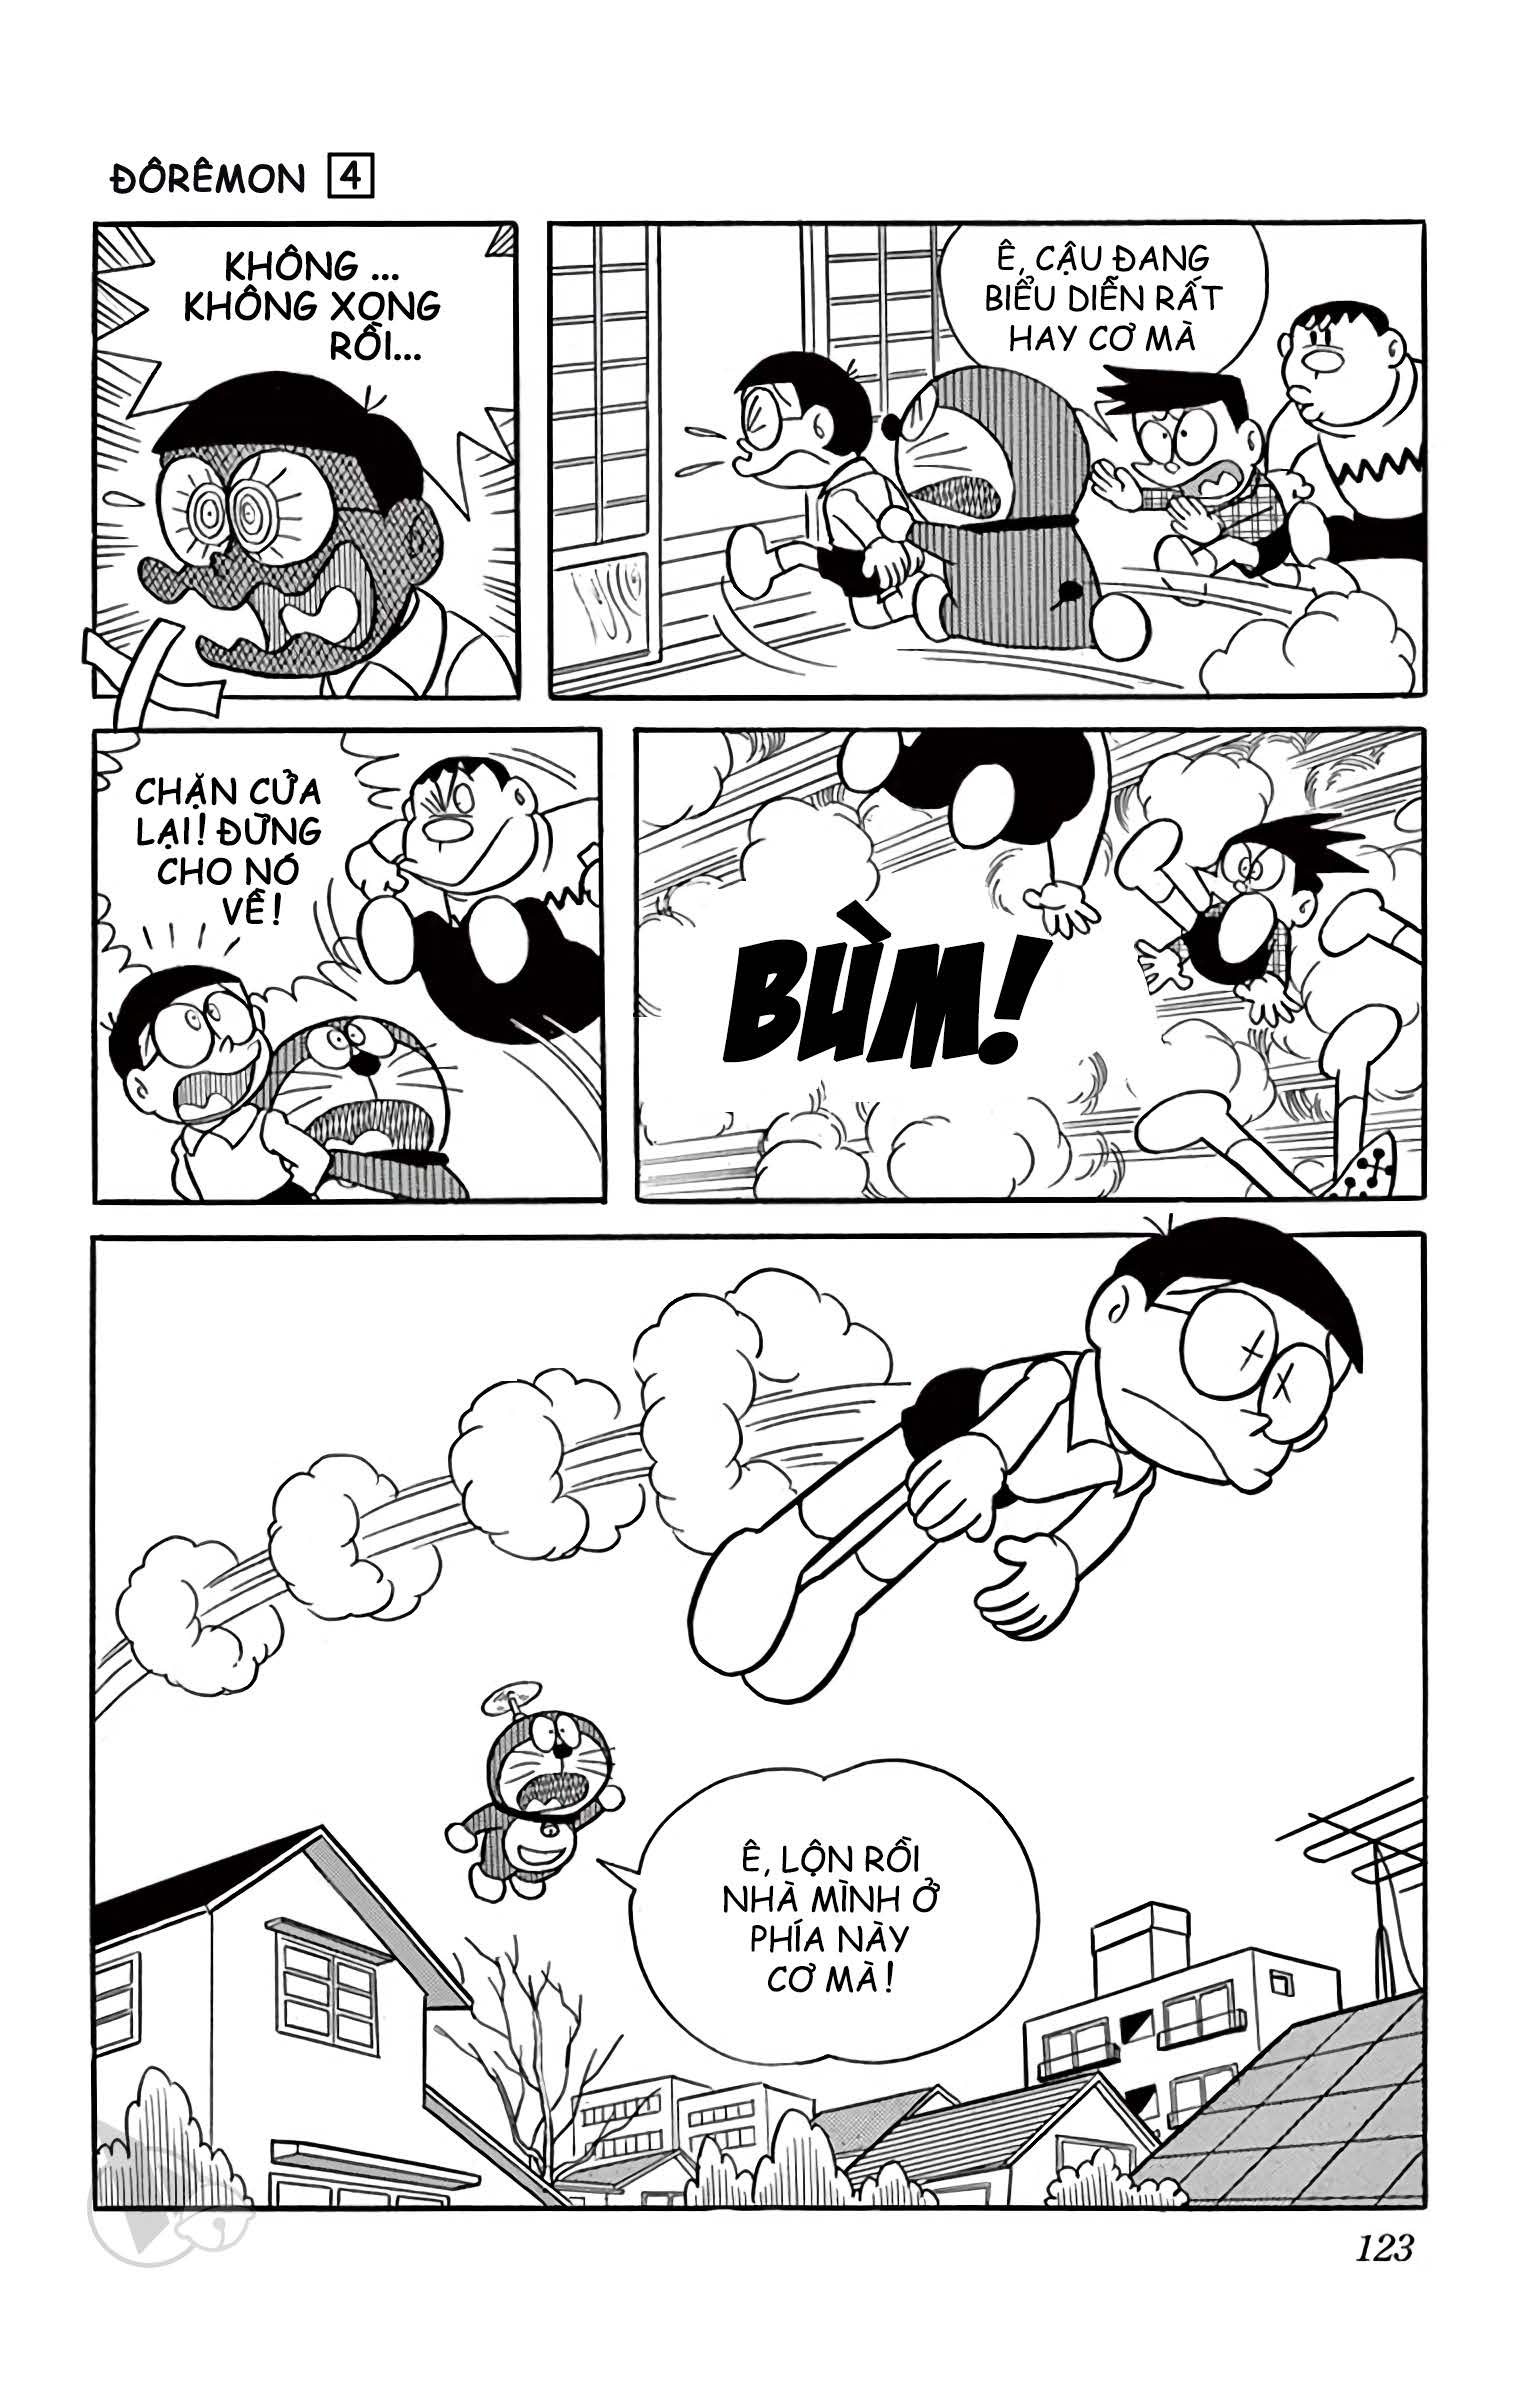 ĐÔRÊMON 4
KHÔNG ...
KHÔNG XONG
RỒI...
Ê, CẬU ĐANG
BIỂU DIỄN RẤT
HAY CƠ MÀ
CHẶN CỬA
LẠI! ĐỪNG
CHO NÓ
VỀ!
BÙM!
Ê, LỘN RỒI
NHÀ MÌNH Ở
PHÍA NÀY
CƠ MÀ!
123